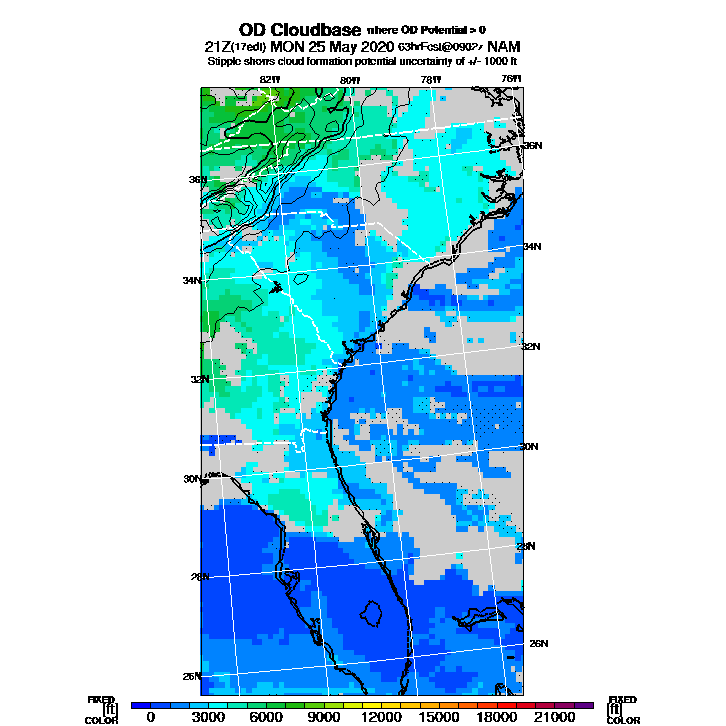 OD Cloudbase where OD Potential > 0
21Z(17edt) MON 25 May 2020 63hrFcst@0902z NAM
Stipple shows cloud formation potential uncertainty of +/- 1000 ft
82W 80W 78W 76W
36N
36N
34N
34N
32N
32N
30N
30N
28N
28N
26N
26N
FIXED [ft] COLOR
0 3000 6000 9000 12000 15000 18000 21000
FIXED [ft] COLOR